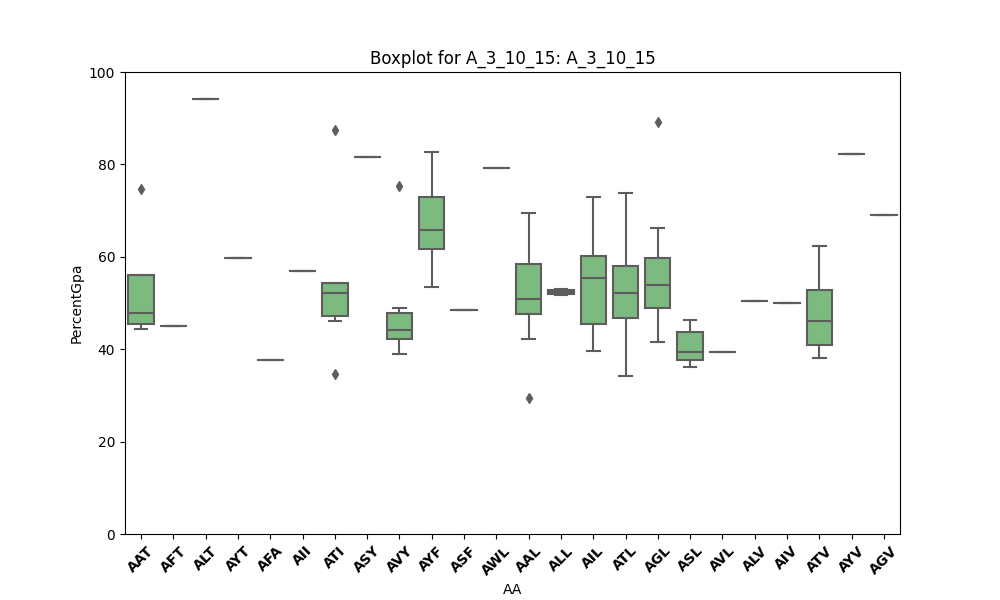 Boxplot for A_3_10_15: A_3_10_15
100
80
60
40
20
0
PercentGpa
AAT AFT ALT AYT AFA AII ATI ASY AVY AYF ASF AWL AAL ALL AIL ATL AGL ASL AVL ALV AIV ATV AYV AGV
AA